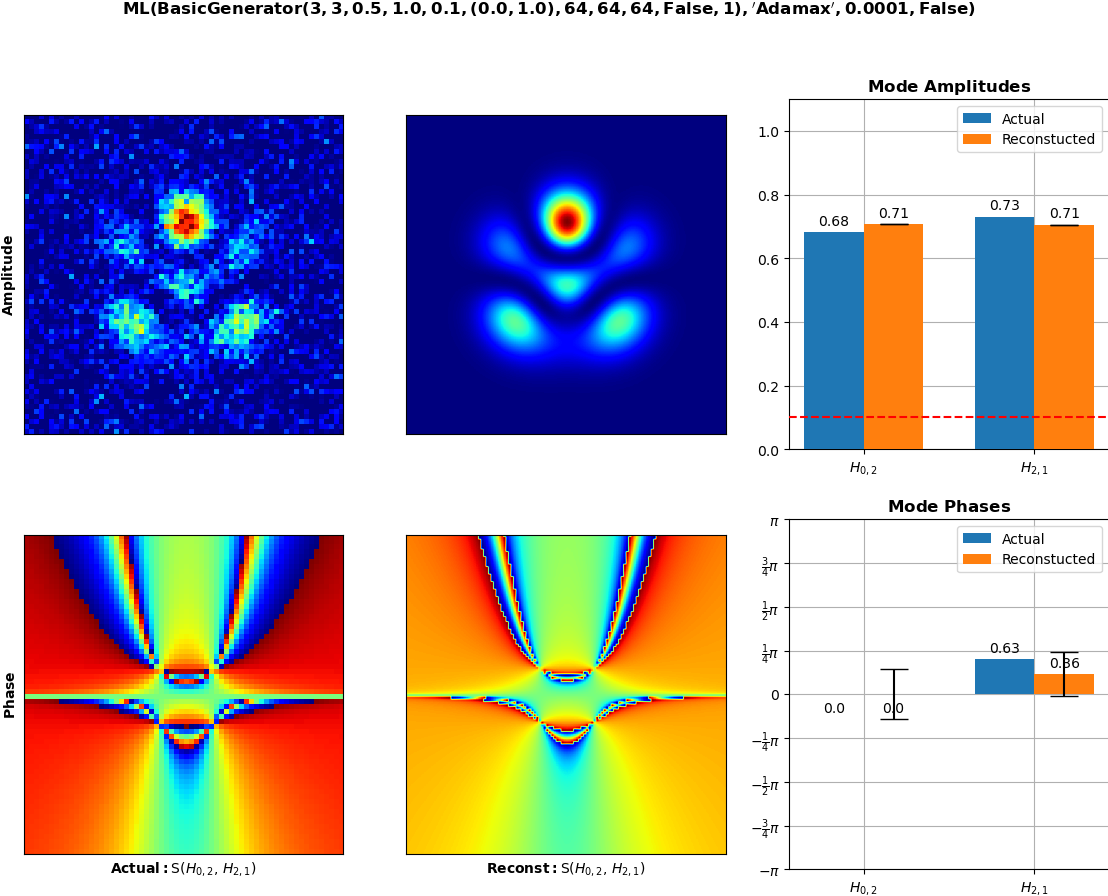 ML(BasicGenerator(3, 3, 0.5, 1.0, 0.1, (0.0, 1.0), 64, 64, 64, False, 1), ′Adamax′, 0.0001, False)
Amplitude
Mode Amplitudes
Actual
Reconstucted
1.0
0.8
0.6
0.4
0.2
0.0
0.68
0.71
0.73
0.71
H0, 2
H2, 1
Phase
Actual: S(H0, 2, H2, 1)
Reconst: S(H0, 2, H2, 1)
Mode Phases
Actual
Reconstucted
π
3/4π
1/2π
1/4π
0
−1/4π
−1/2π
−3/4π
−π
0.0
0.0
0.63
0.36
H0, 2
H2, 1